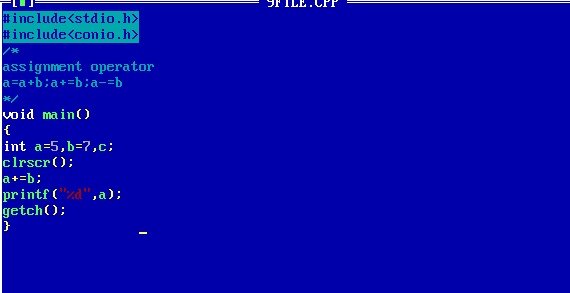 [■] 9FILE.CPP
#include<stdio.h>
#include<conio.h>
/*
assignment operator
a=a+b;a+=b;a-=b
*/
void main()
{
int a=5,b=7,c;
clrscr();
a+=b;
printf("%d",a);
getch();
}